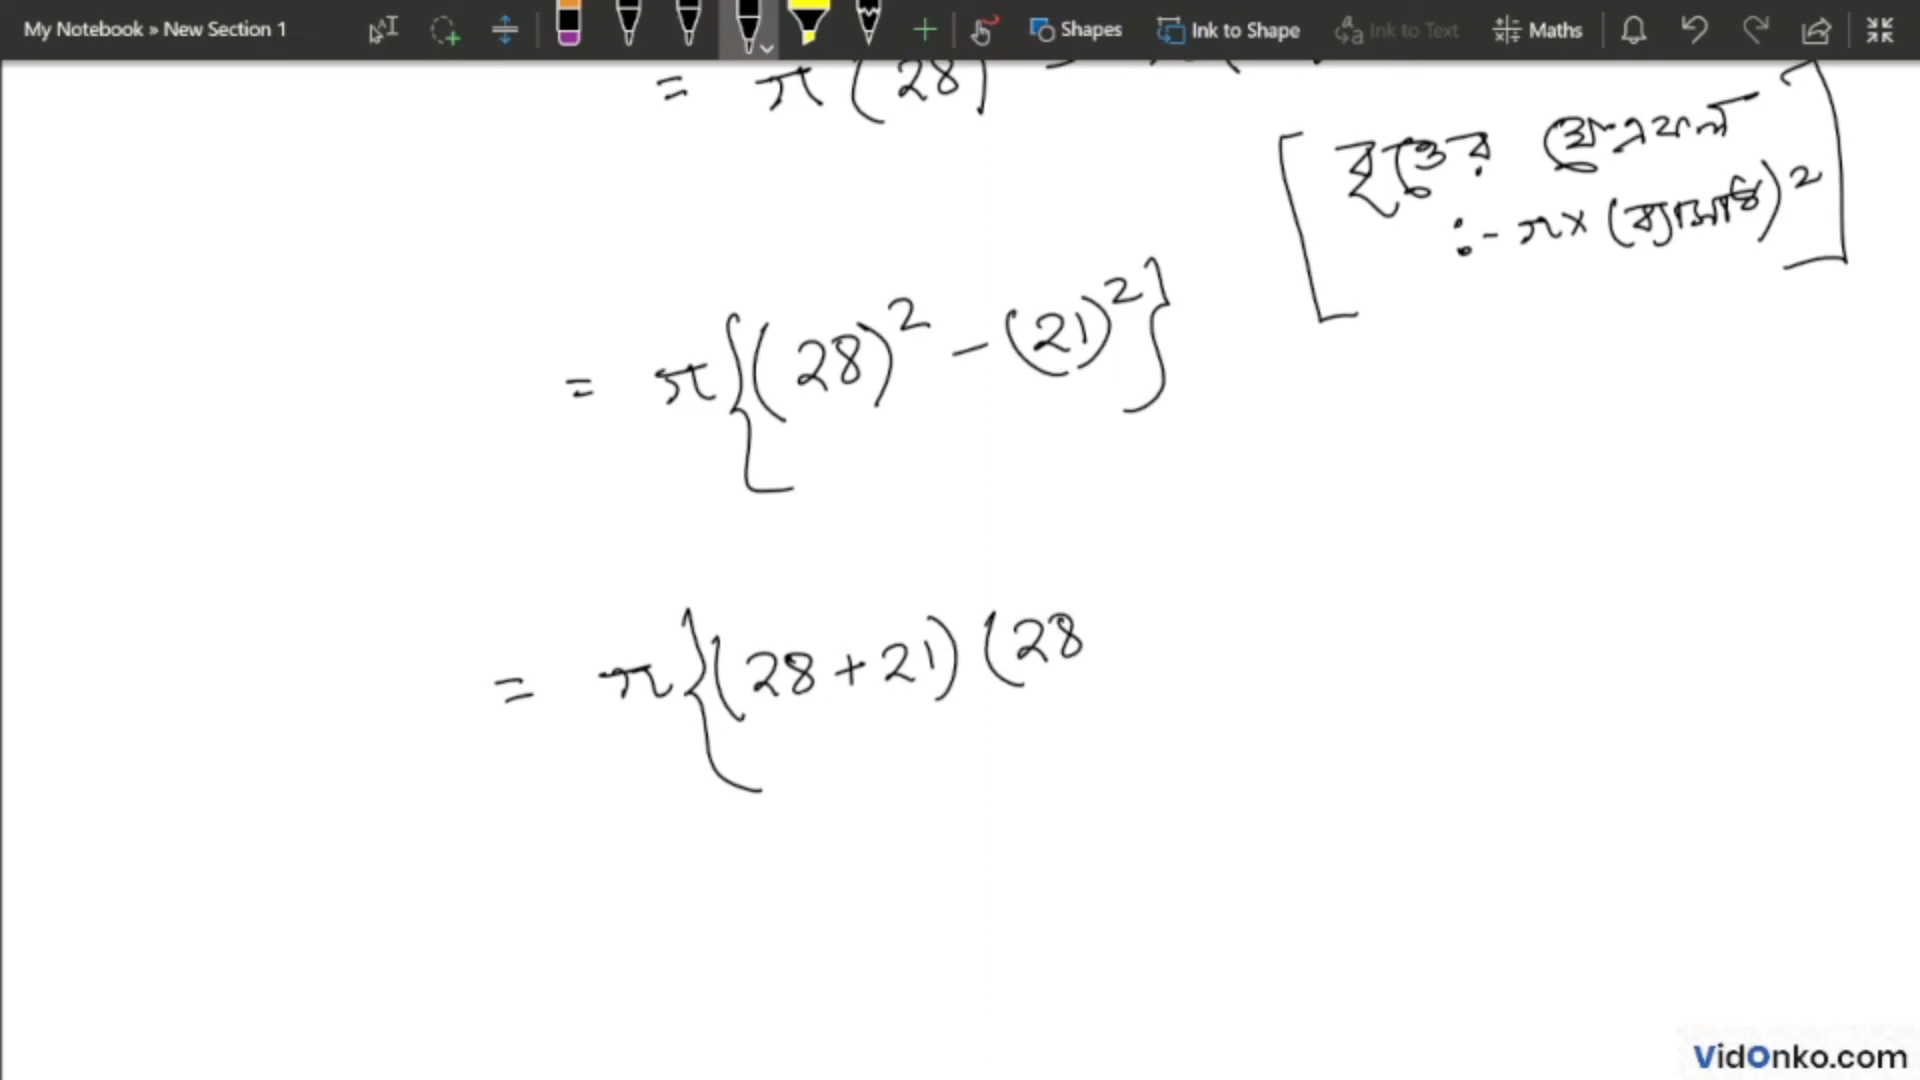 My Notebook » New Section 1 Shapes Ink to Shape Ink to Text Maths
= π (28)
[বৃত্তের ক্ষেত্রফল
:- π× (ব্যাসার্ধ)²]
= π{(28)² - (21)²}
= π{(28+21) (28
VidOnko.com